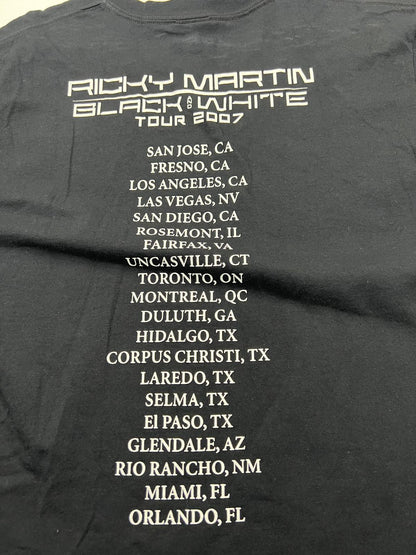 RICKY MARTIN
BLACK AND WHITE
TOUR 2007
SAN JOSE, CA
FRESNO, CA
LOS ANGELES, CA
LAS VEGAS, NV
SAN DIEGO, CA
ROSEMONT, IL
FAIRFAX, VA
UNCASVILLE, CT
TORONTO, ON
MONTREAL, QC
DULUTH, GA
HIDALGO, TX
CORPUS CHRISTI, TX
LAREDO, TX
SELMA, TX
El PASO, TX
GLENDALE, AZ
RIO RANCHO, NM
MIAMI, FL
ORLANDO, FL